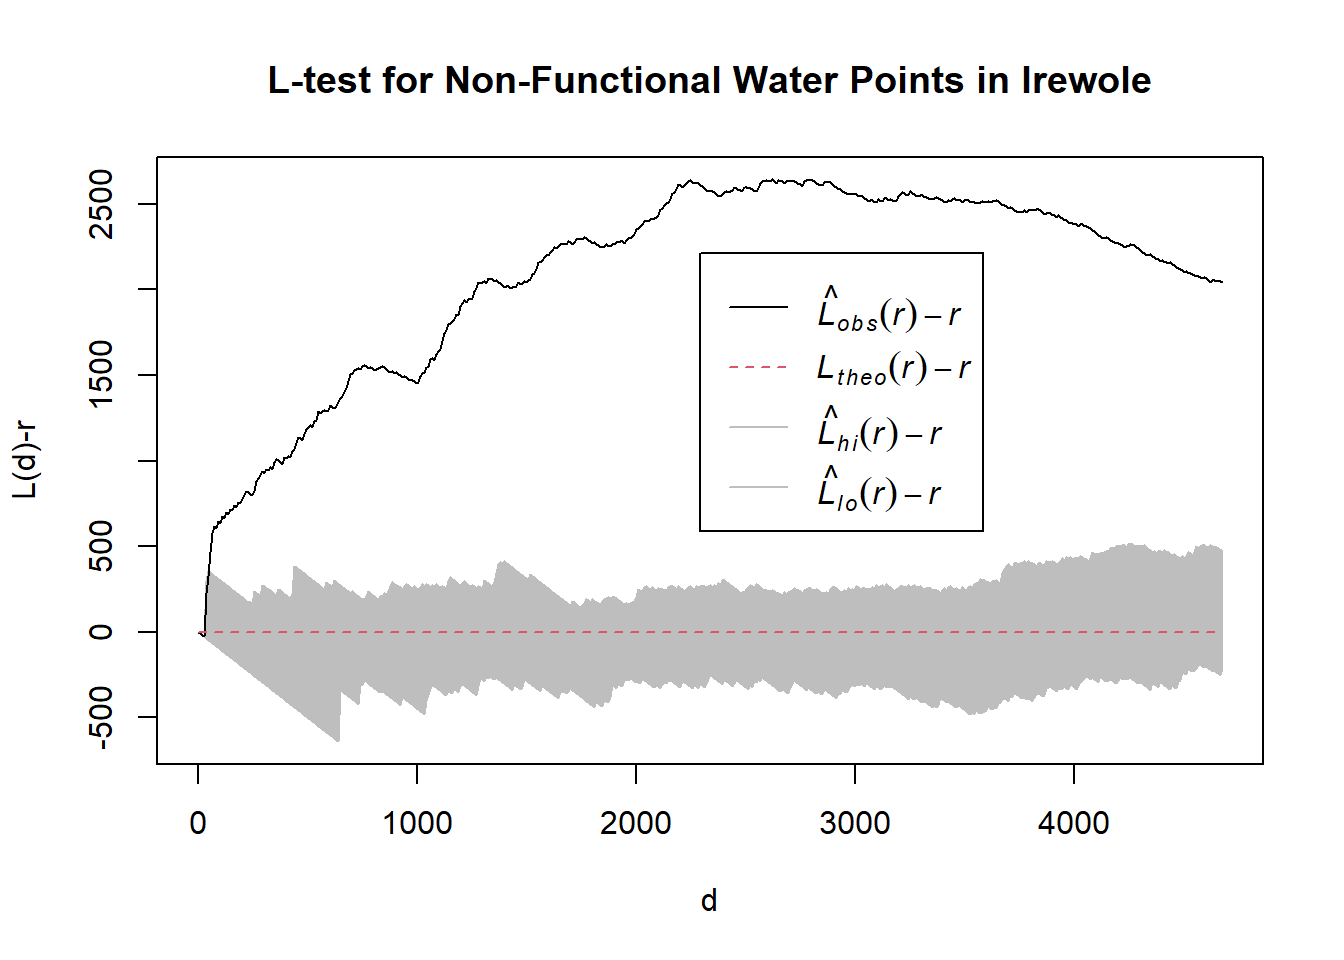 L-test for Non-Functional Water Points in Irewole
L(d)-r
2500
1500
500
0
-500
L̂obs(r) − r
Ltheo(r) − r
L̂hi(r) − r
L̂lo(r) − r
0 1000 2000 3000 4000
d